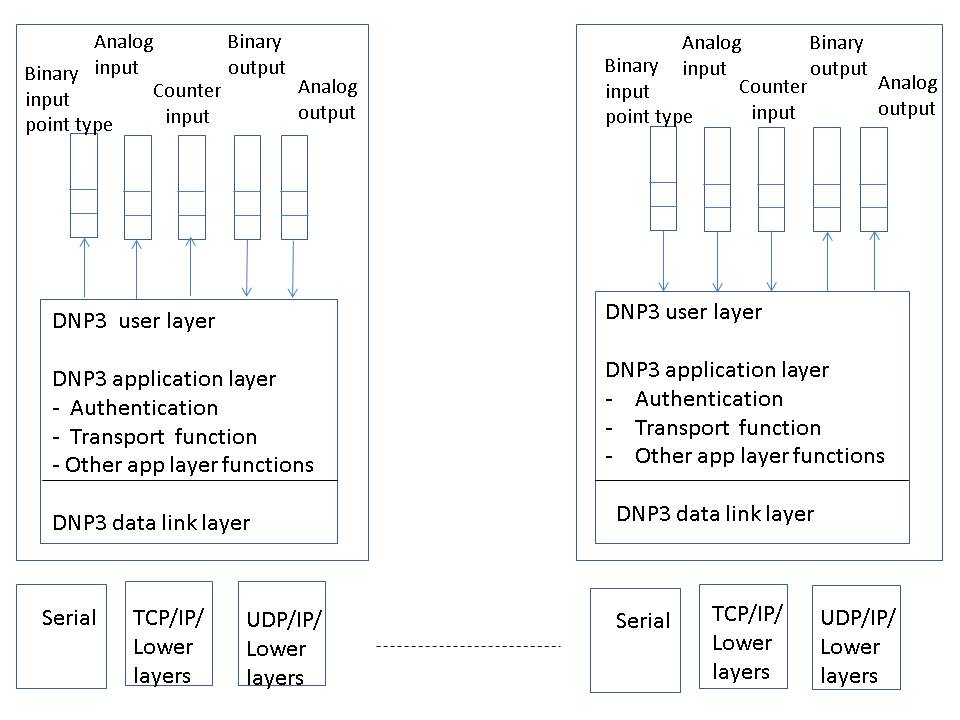 Analog
input
Binary
output
Binary
input
point type
Counter
input
Analog
output
DNP3 user layer
DNP3 application layer
- Authentication
- Transport function
- Other app layer functions
DNP3 data link layer
Serial
TCP/IP/
Lower
layers
UDP/IP/
Lower
layers
Analog
input
Binary
output
Binary
input
point type
Counter
input
Analog
output
DNP3 user layer
DNP3 application layer
- Authentication
- Transport function
- Other app layer functions
DNP3 data link layer
Serial
TCP/IP/
Lower
layers
UDP/IP/
Lower
layers